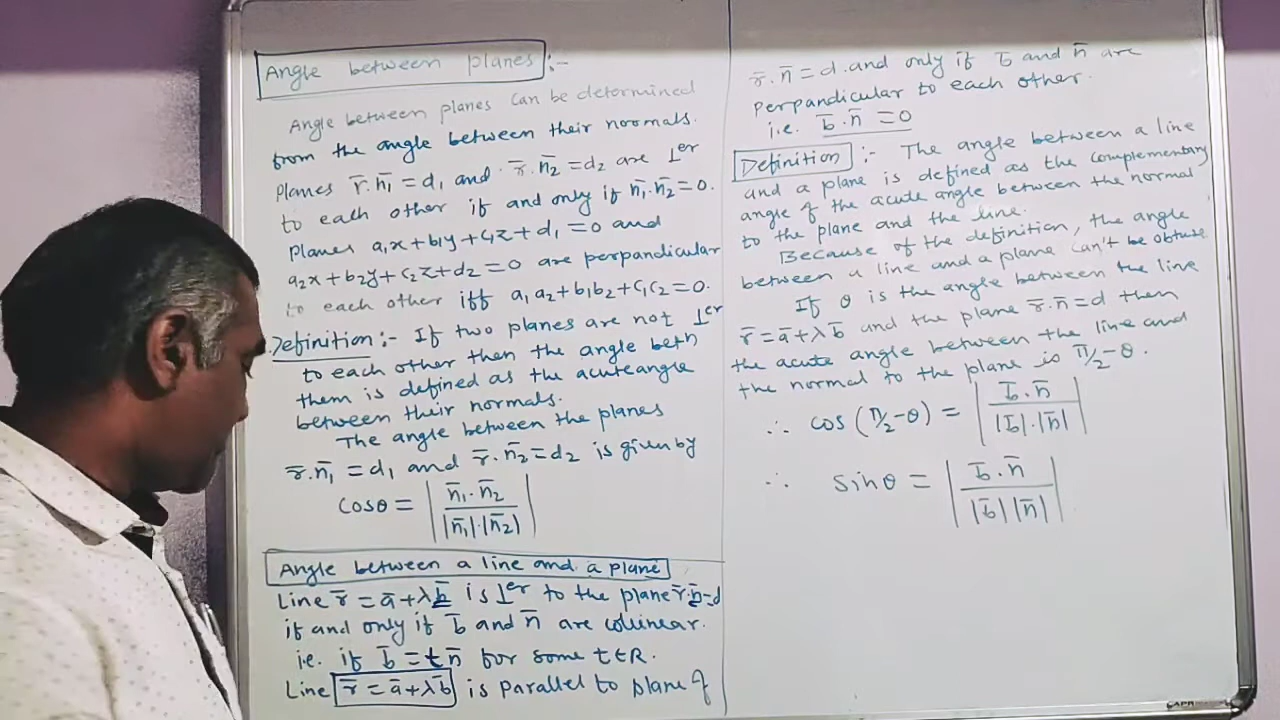 Angle between planes :-
Angle between planes can be determined
from the angle between their normals.
Planes r̄.n̄₁ = d₁ and r̄.n̄₂ = d₂ are ⊥er
to each other if and only if n̄₁.n̄₂ = 0.
Planes a₁x + b₁y + c₁z + d₁ = 0 and
a₂x + b₂y + c₂z + d₂ = 0 are perpandicular
to each other iff a₁a₂ + b₁b₂ + c₁c₂ = 0.
Definition :- If two planes are not ⊥er
to each other then the angle betn
them is defined as the acute angle
between their normals.
The angle between the planes
r̄.n̄₁ = d₁ and r̄.n̄₂ = d₂ is given by
cosθ = | n̄₁.n̄₂ / |n̄₁|.|n̄₂| |
Angle between a line and a plane
Line r̄ = ā + λb̄ is ⊥er to the plane r̄.n̄ = d
if and only if b̄ and n̄ are collinear.
i.e. if b̄ = tn̄ for some t∈R.
Line r̄ = ā + λb̄ is parallel to plane of
r̄.n̄ = d.and only if b̄ and n̄ are
perpandicular to each other.
i.e. b̄.n̄ = 0
Definition :- The angle between a line
and a plane is defined as the complementary
angle of the acute angle between the normal
to the plane and the line.
Because of the definition, the angle
between a line and a plane can't be obtuse
If θ is the angle between the line
r̄ = ā + λb̄ and the plane r̄.n̄ = d then
the acute angle between the line and
the normal to the plane is π/2 - θ.
∴ cos (π/2 - θ) = | b̄.n̄ / |b̄|.|n̄| |
∴ sinθ = | b̄.n̄ / |b̄| |n̄| |